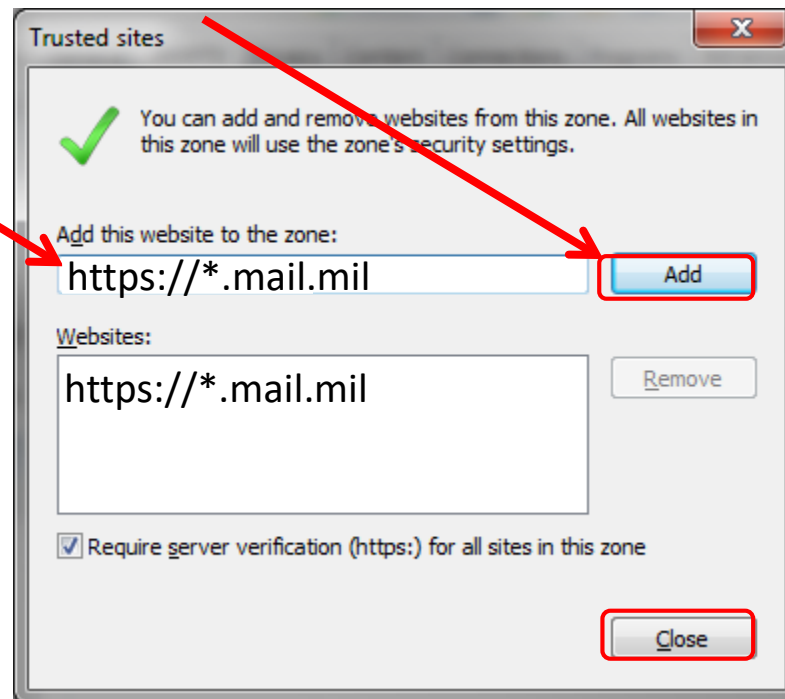 Trusted sites
You can add and remove websites from this zone. All websites in
this zone will use the zone's security settings.
Add this website to the zone:
https://*.mail.mil
Add
Websites:
https://*.mail.mil
Remove
Require server verification (https:) for all sites in this zone
Close